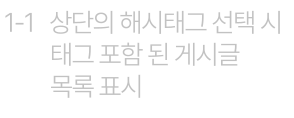 1-1 상단의 해시태그 선택 시
태그 포함 된 게시글
목록 표시